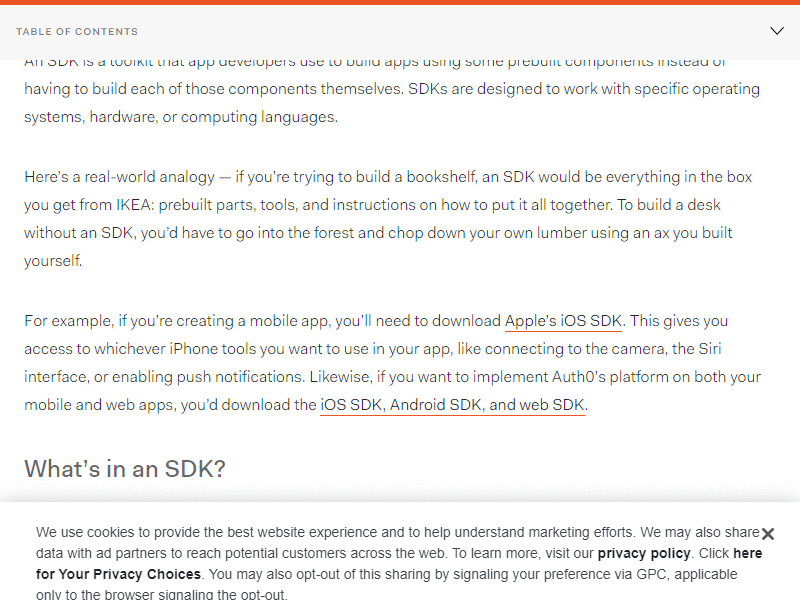 TABLE OF CONTENTS
An SDK is a toolkit that app developers use to build apps using some prebuilt components instead of
having to build each of those components themselves. SDKs are designed to work with specific operating
systems, hardware, or computing languages.
Here's a real-world analogy — if you're trying to build a bookshelf, an SDK would be everything in the box
you get from IKEA: prebuilt parts, tools, and instructions on how to put it all together. To build a desk
without an SDK, you'd have to go into the forest and chop down your own lumber using an ax you built
yourself.
For example, if you're creating a mobile app, you'll need to download Apple's iOS SDK. This gives you
access to whichever iPhone tools you want to use in your app, like connecting to the camera, the Siri
interface, or enabling push notifications. Likewise, if you want to implement Auth0's platform on both your
mobile and web apps, you'd download the iOS SDK, Android SDK, and web SDK.
What's in an SDK?
We use cookies to provide the best website experience and to help understand marketing efforts. We may also share
data with ad partners to reach potential customers across the web. To learn more, visit our privacy policy. Click here
for Your Privacy Choices. You may also opt-out of this sharing by signaling your preference via GPC, applicable
only to the browser signaling the opt-out.